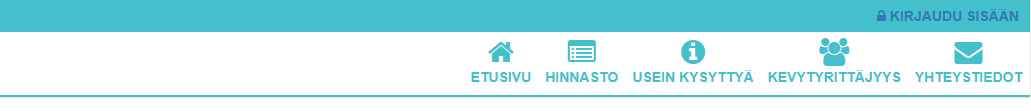 KIRJAUDU SISÄÄN
ETUSIVU HINNASTO USEIN KYSYTTYÄ KEVYTYRITTÄJYYS YHTEYSTIEDOT